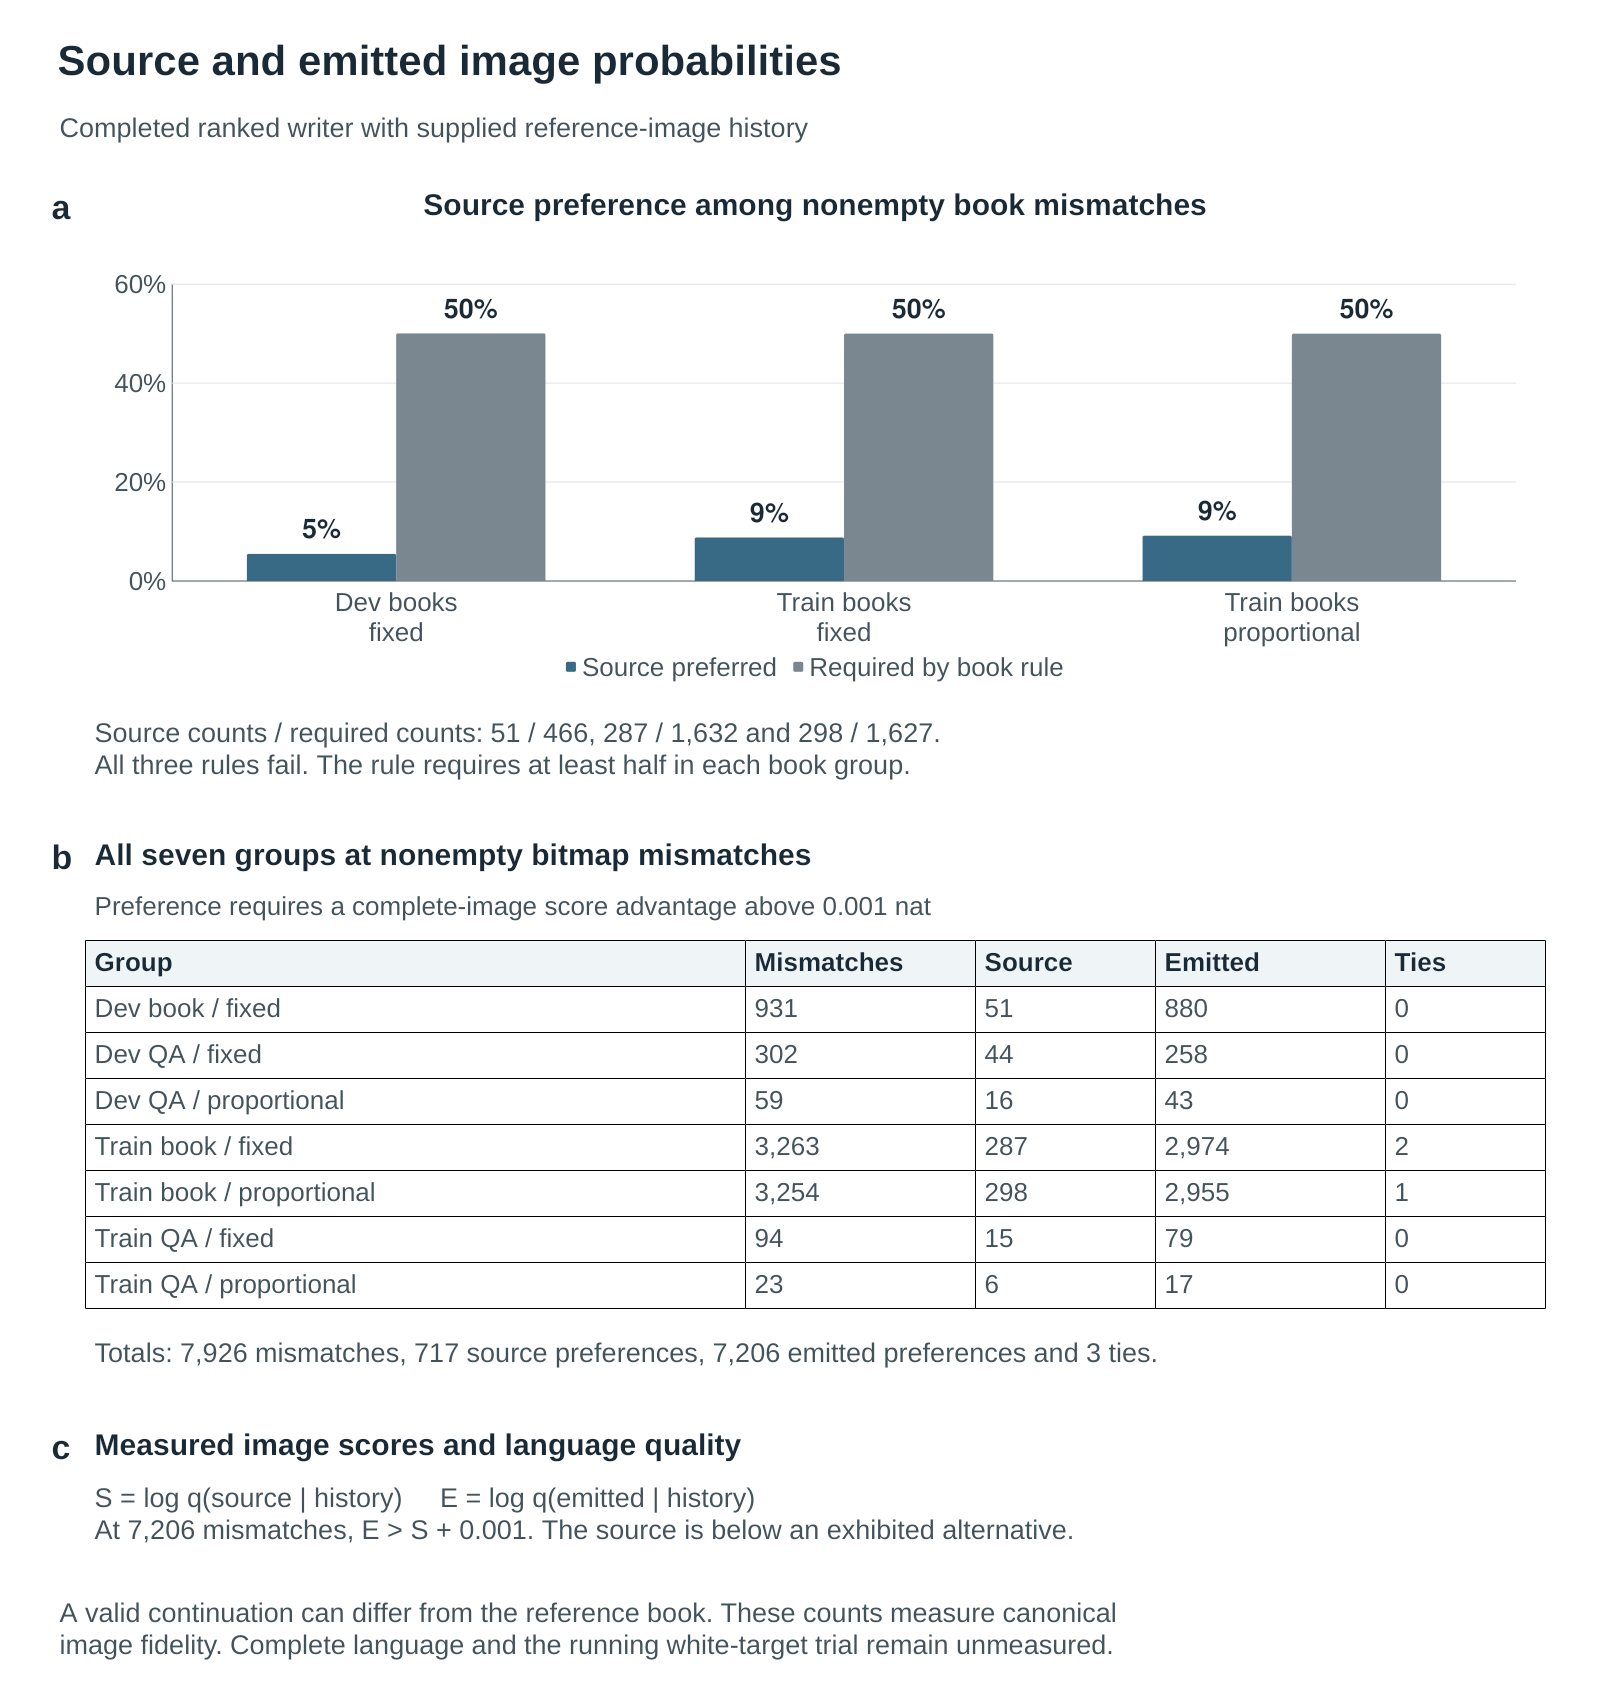 Source and emitted image probabilities
Completed ranked writer with supplied reference-image history
a
Source preference among nonempty book mismatches
60%
40%
20%
0%
50%
50%
50%
5%
9%
9%
Dev books
fixed
Train books
fixed
Train books
proportional
Source preferred
Required by book rule
Source counts / required counts: 51 / 466, 287 / 1,632 and 298 / 1,627.
All three rules fail. The rule requires at least half in each book group.
b All seven groups at nonempty bitmap mismatches
Preference requires a complete-image score advantage above 0.001 nat
Group Mismatches Source Emitted Ties
Dev book / fixed 931 51 880 0
Dev QA / fixed 302 44 258 0
Dev QA / proportional 59 16 43 0
Train book / fixed 3,263 287 2,974 2
Train book / proportional 3,254 298 2,955 1
Train QA / fixed 94 15 79 0
Train QA / proportional 23 6 17 0
Totals: 7,926 mismatches, 717 source preferences, 7,206 emitted preferences and 3 ties.
c Measured image scores and language quality
S = log q(source | history) E = log q(emitted | history)
At 7,206 mismatches, E > S + 0.001. The source is below an exhibited alternative.
A valid continuation can differ from the reference book. These counts measure canonical
image fidelity. Complete language and the running white-target trial remain unmeasured.